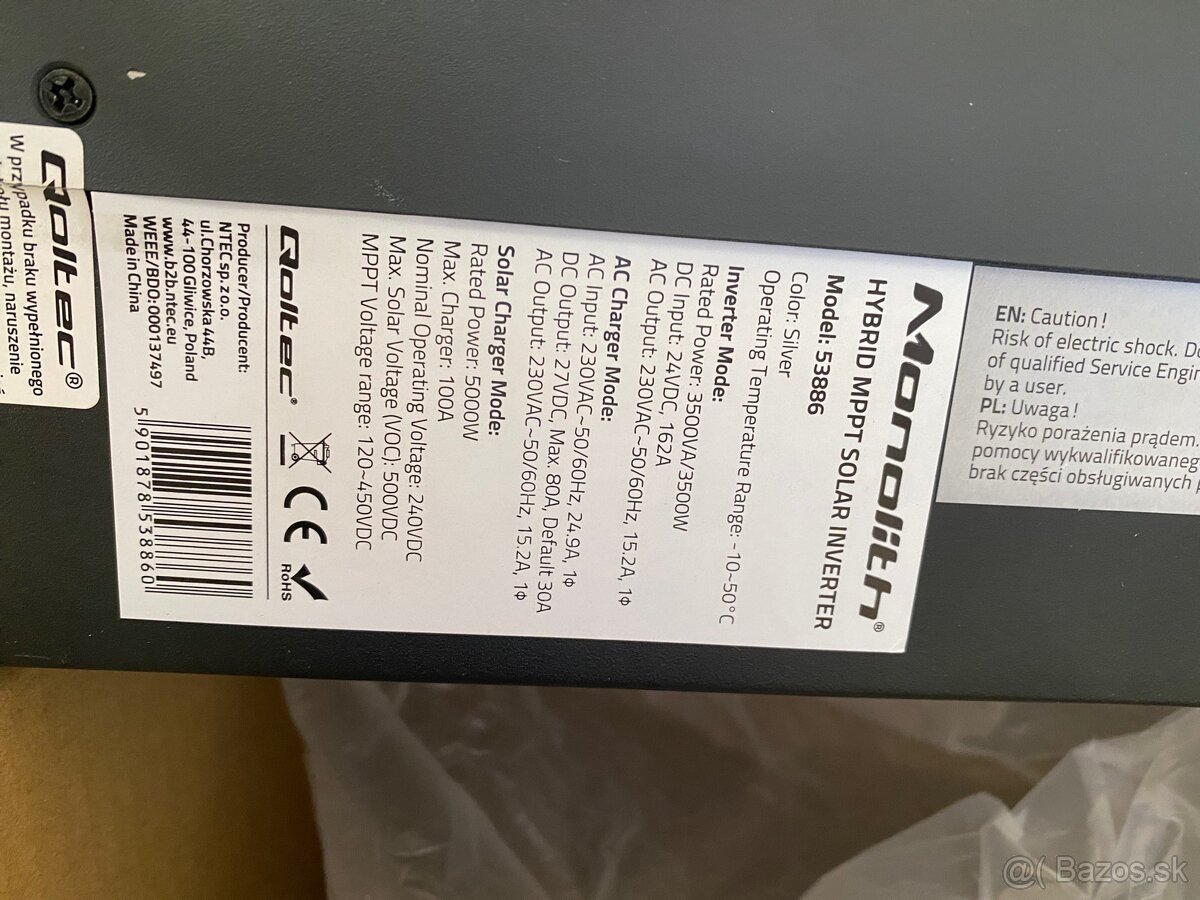 Monolith®
HYBRID MPPT SOLAR INVERTER
Model: 53886
Color: Silver
Operating Temperature Range: -10~50°C
Inverter Mode:
Rated Power: 3500VA/3500W
DC Input: 24VDC, 162A
AC Output: 230VAC~50/60Hz, 15.2A, 1Φ
AC Charger Mode:
AC Input: 230VAC~50/60Hz, 24.9A, 1Φ
DC Output: 27VDC, Max. 80A, Default 30A
AC Output: 230VAC~50/60Hz, 15.2A, 1Φ
Solar Charger Mode:
Rated Power: 5000W
Max. Charger: 100A
Nominal Operating Voltage: 240VDC
Max. Solar Voltage (VOC): 500VDC
MPPT Voltage range: 120~450VDC
Qoltec®
CE
RoHS
Producer/Producent:
NTEC sp. z o.o.
ul.Chorzowska 44B,
44-100 Gliwice, Poland
www.b2b.ntec.eu
WEEE/BDO: 000137497
Made in China
5901878538860
EN: Caution!
Risk of electric shock.
of qualified Service
by a user.
PL: Uwaga!
Ryzyko porażenia prądem.
pomocy wykwalifikowaneg
brak części obsługiwanych
Qoltec®
W przypadku braku wypełnionego
montażu, naruszenie
@( Bazos.sk